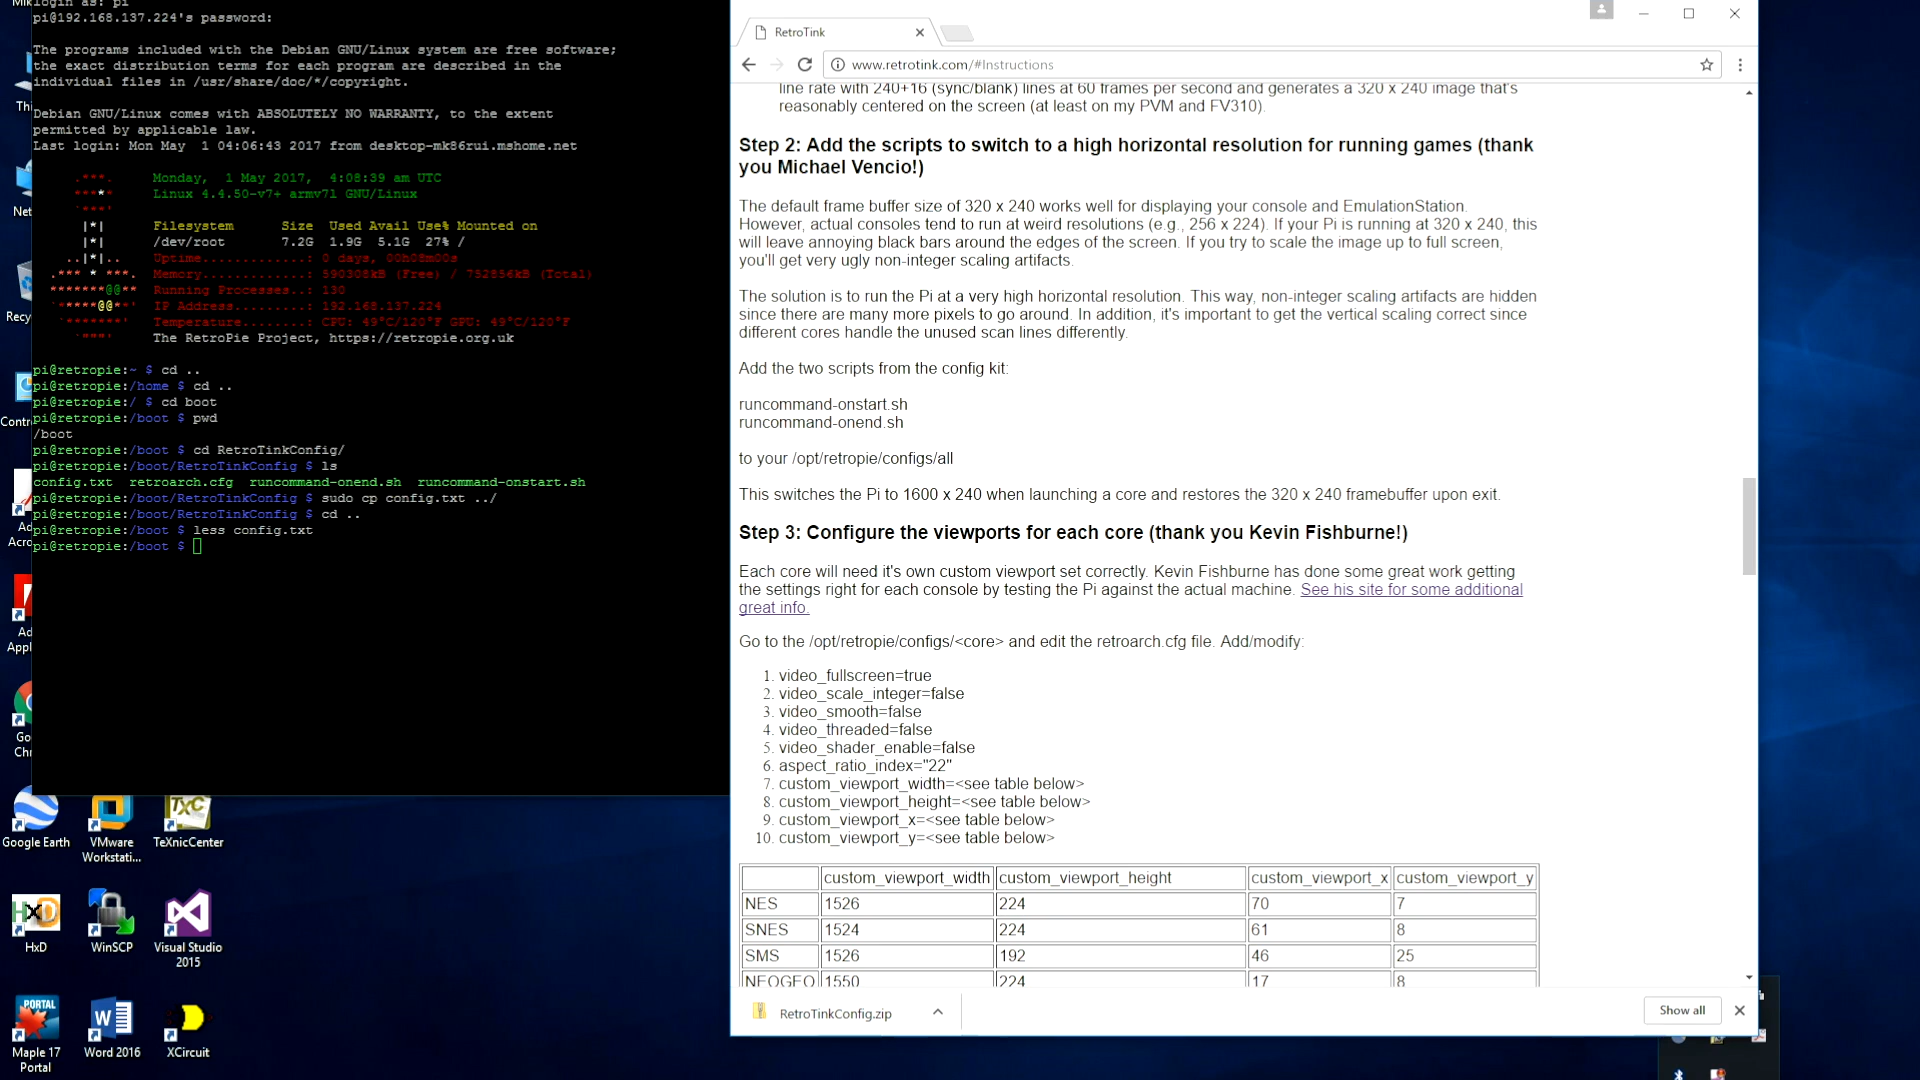 login as: pi
pi@192.168.137.224's password:
The programs included with the Debian GNU/Linux system are free software;
the exact distribution terms for each program are described in the
individual files in /usr/share/doc/*/copyright.
Debian GNU/Linux comes with ABSOLUTELY NO WARRANTY, to the extent
permitted by applicable law.
Last login: Mon May  1 04:06:43 2017 from desktop-mk86rui.mshome.net
Monday,  1 May 2017,  4:08:39 am UTC
Linux 4.4.50-v7+ armv7l GNU/Linux
Filesystem      Size  Used Avail Use% Mounted on
/dev/root       7.2G  1.9G  5.1G  27% /
Uptime.............: 0 days, 00h08m00s
Memory.............: 590308kB (Free) / 752856kB (Total)
Running Processes..: 130
IP Address.........: 192.168.137.224
Temperature........: CPU: 49°C/120°F GPU: 49°C/120°F
The RetroPie Project, https://retropie.org.uk
pi@retropie:~ $ cd ..
pi@retropie:/home $ cd ..
pi@retropie:/ $ cd boot
pi@retropie:/boot $ pwd
/boot
pi@retropie:/boot $ cd RetroTinkConfig/
pi@retropie:/boot/RetroTinkConfig $ ls
config.txt  retroarch.cfg  runcommand-onend.sh  runcommand-onstart.sh
pi@retropie:/boot/RetroTinkConfig $ sudo cp config.txt ../
pi@retropie:/boot/RetroTinkConfig $ cd ..
pi@retropie:/boot $ less config.txt
pi@retropie:/boot $
RetroTink
www.retrotink.com/#Instructions
line rate with 240+16 (sync/blank) lines at 60 frames per second and generates a 320 x 240 image that's
reasonably centered on the screen (at least on my PVM and FV310).
Step 2: Add the scripts to switch to a high horizontal resolution for running games (thank
you Michael Vencio!)
The default frame buffer size of 320 x 240 works well for displaying your console and EmulationStation.
However, actual consoles tend to run at weird resolutions (e.g., 256 x 224). If your Pi is running at 320 x 240, this
will leave annoying black bars around the edges of the screen. If you try to scale the image up to full screen,
you'll get very ugly non-integer scaling artifacts.
The solution is to run the Pi at a very high horizontal resolution. This way, non-integer scaling artifacts are hidden
since there are many more pixels to go around. In addition, it's important to get the vertical scaling correct since
different cores handle the unused scan lines differently.
Add the two scripts from the config kit:
runcommand-onstart.sh
runcommand-onend.sh
to your /opt/retropie/configs/all
This switches the Pi to 1600 x 240 when launching a core and restores the 320 x 240 framebuffer upon exit.
Step 3: Configure the viewports for each core (thank you Kevin Fishburne!)
Each core will need it's own custom viewport set correctly. Kevin Fishburne has done some great work getting
the settings right for each console by testing the Pi against the actual machine. See his site for some additional
great info.
Go to the /opt/retropie/configs/<core> and edit the retroarch.cfg file. Add/modify:
1. video_fullscreen=true
2. video_scale_integer=false
3. video_smooth=false
4. video_threaded=false
5. video_shader_enable=false
6. aspect_ratio_index="22"
7. custom_viewport_width=<see table below>
8. custom_viewport_height=<see table below>
9. custom_viewport_x=<see table below>
10. custom_viewport_y=<see table below>
custom_viewport_width custom_viewport_height custom_viewport_x custom_viewport_y
NES 1526 224 70 7
SNES 1524 224 61 8
SMS 1526 192 46 25
NEOGEO 1550 224 17 8
RetroTinkConfig.zip
Show all
Google Earth
VMware
Workstati...
TeXnicCenter
HxD
WinSCP
Visual Studio
2015
PORTAL
Maple 17
Portal
Word 2016
XCircuit